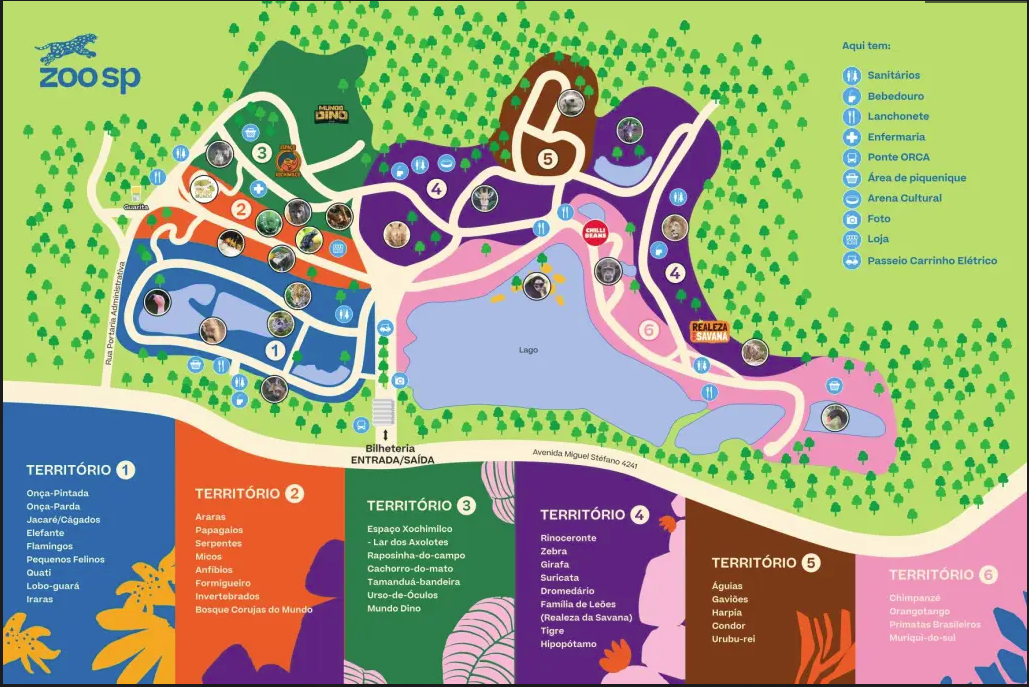 ZOO SP
Aqui tem:
Sanitários
Bebedouro
Lanchonete
Enfermaria
Ponte ORCA
Área de piquenique
Arena Cultural
Foto
Loja
Passeio Carrinho Elétrico
MUNDO
DINO
3
5
4
2
Guarita
CHILLI
BEANS
4
6
REALEZA
DA SAVANA
Rua Portaria Administrativa
Lago
1
Bilheteria
ENTRADA/SAÍDA
Avenida Miguel Stéfano 4241
TERRITÓRIO 1
Onça-Pintada
Onça-Parda
Jacaré/Cágados
Elefante
Flamingos
Pequenos Felinos
Quati
Lobo-guará
Iraras
TERRITÓRIO 2
Araras
Papagaios
Serpentes
Micos
Anfíbios
Formigueiro
Invertebrados
Bosque Corujas do Mundo
TERRITÓRIO 3
Espaço Xochimilco
- Lar dos Axolotes
Raposinha-do-campo
Cachorro-do-mato
Tamanduá-bandeira
Urso-de-Óculos
Mundo Dino
TERRITÓRIO 4
Rinoceronte
Zebra
Girafa
Suricata
Dromedário
Família de Leões
(Realeza da Savana)
Tigre
Hipopótamo
TERRITÓRIO 5
Águias
Gaviões
Harpia
Condor
Urubu-rei
TERRITÓRIO 6
Chimpanzé
Orangotango
Primatas Brasileiros
Muriqui-do-sul